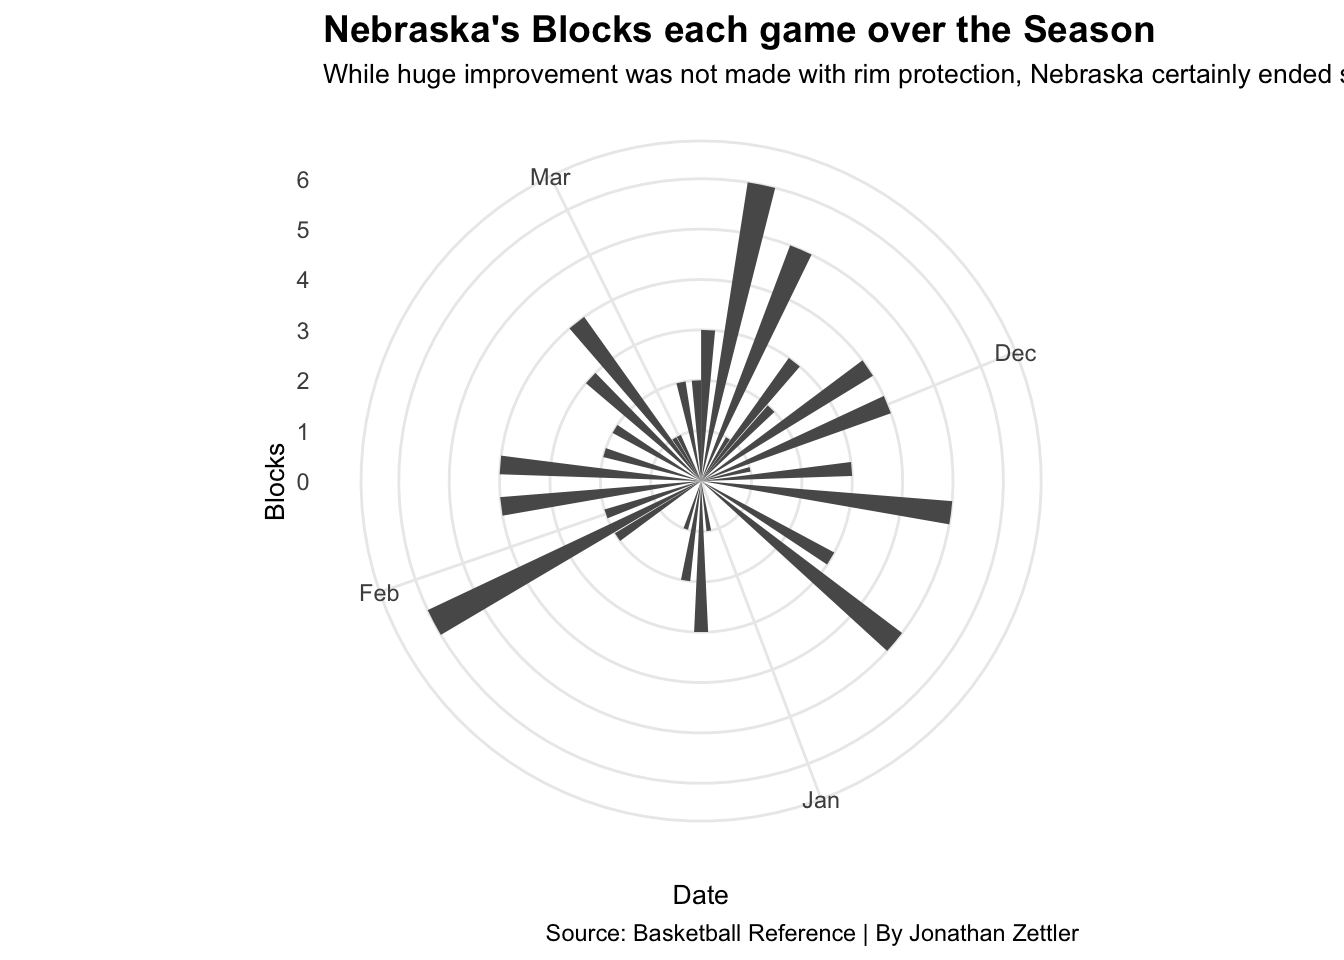 Nebraska's Blocks each game over the Season
While huge improvement was not made with rim protection, Nebraska certainly ended
Mar
6
5
Dec
4
3
2
1
Blocks
0
Feb
Jan
Date
Source: Basketball Reference | By Jonathan Zettler